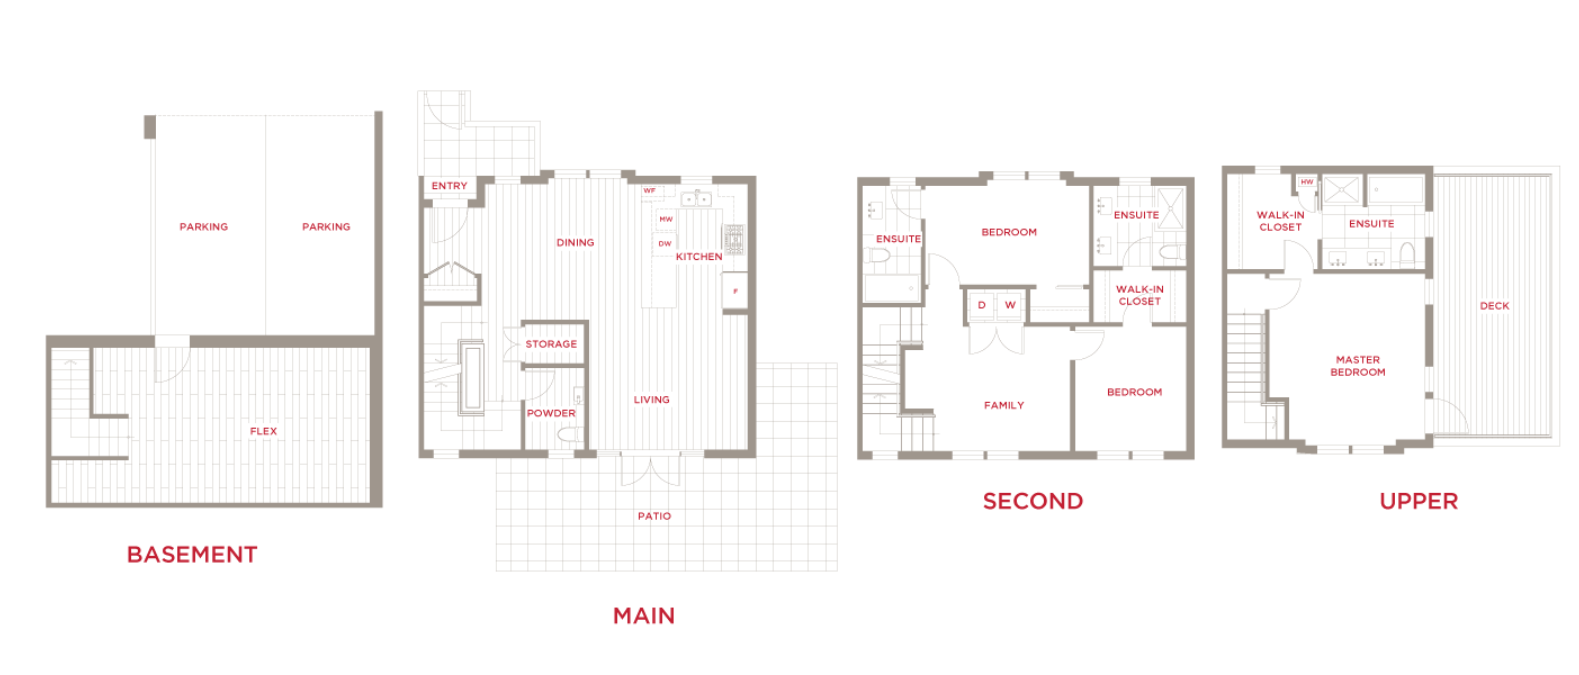 PARKING
PARKING
FLEX
BASEMENT
ENTRY
WF
MW
DINING
DW
KITCHEN
F
STORAGE
LIVING
POWDER
PATIO
MAIN
ENSUITE
BEDROOM
ENSUITE
WALK-IN
CLOSET
D
W
BEDROOM
FAMILY
SECOND
HW
WALK-IN
CLOSET
ENSUITE
DECK
MASTER
BEDROOM
UPPER